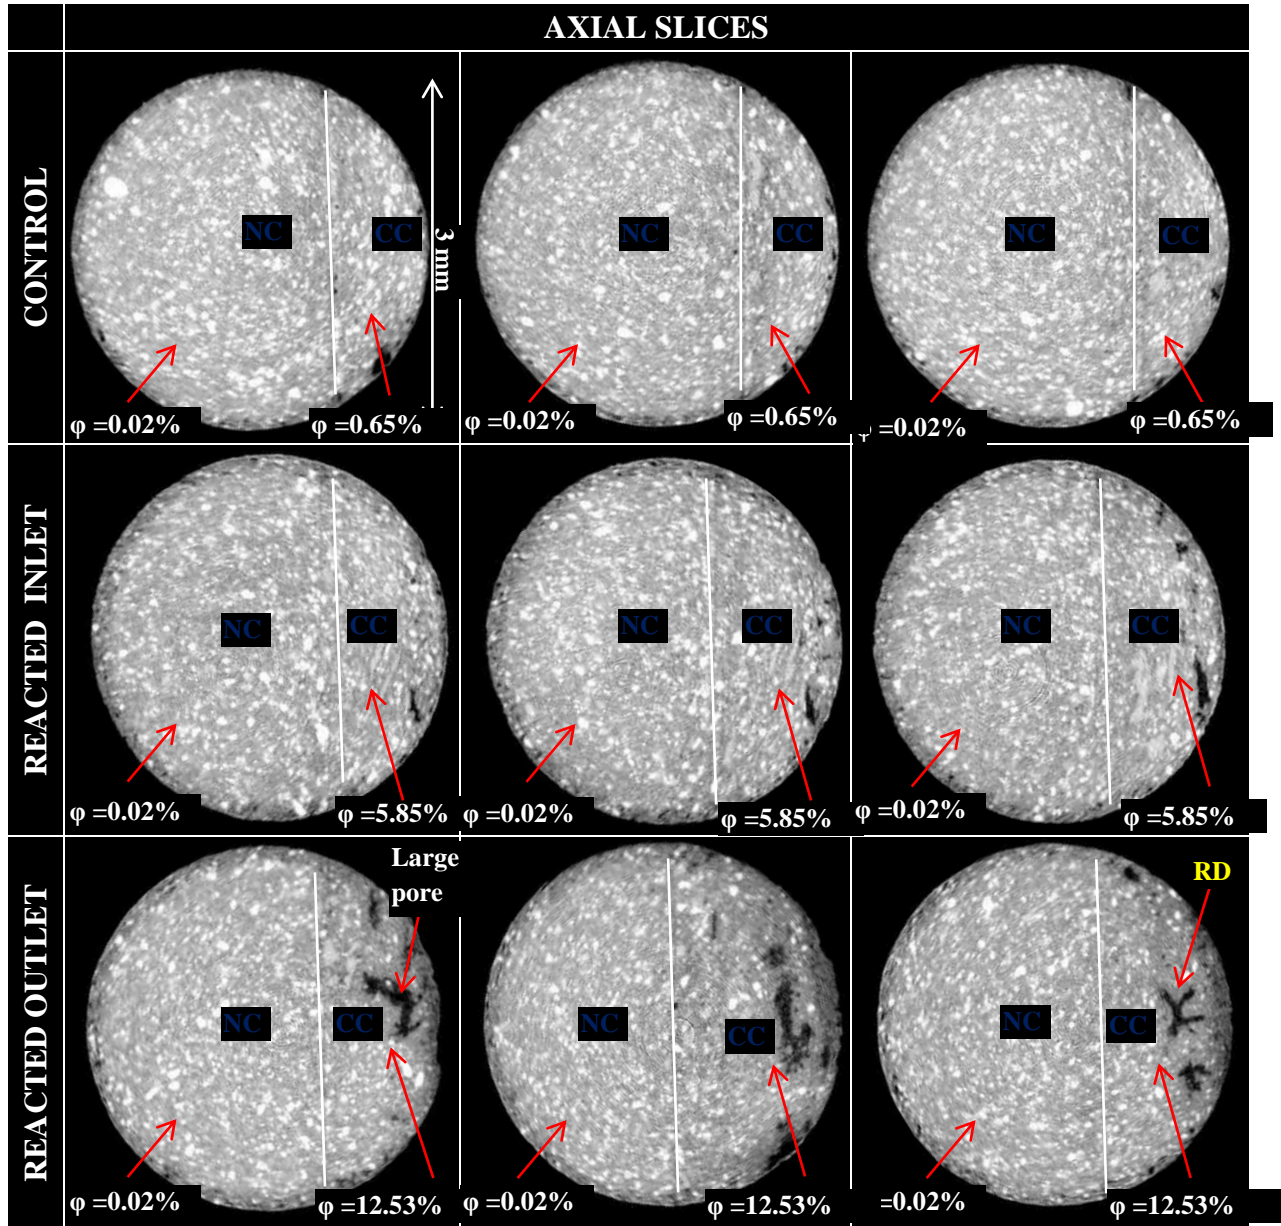 AXIAL SLICES
CONTROL
NC
CC
3 mm
φ =0.02%
φ =0.65%
NC
CC
φ =0.02%
φ =0.65%
NC
CC
φ =0.02%
φ =0.65%
REACTED INLET
NC
CC
φ =0.02%
φ =5.85%
NC
CC
φ =0.02%
φ =5.85%
NC
CC
φ =0.02%
φ =5.85%
REACTED OUTLET
Large
pore
NC
CC
φ =0.02%
φ =12.53%
NC
CC
φ =0.02%
φ =12.53%
RD
NC
CC
=0.02%
φ =12.53%